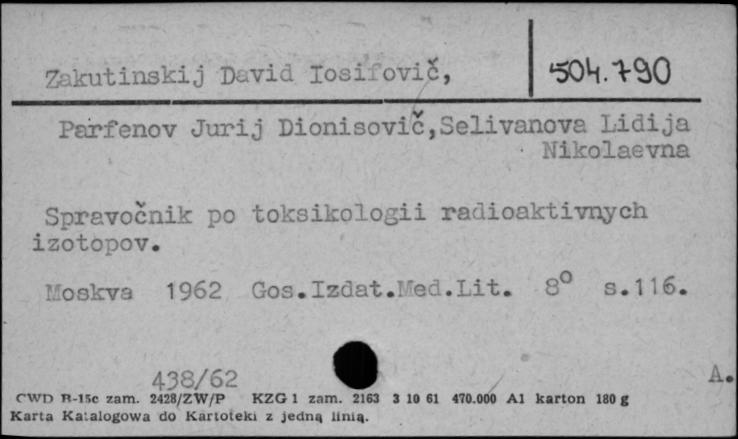 Zakutinskij David Iosifovič,
504.790
Parfenov Jurij Dionisovič, Selivanova Lidija
Nikolaevna
Spravočnik po toksikologii radioaktivnych
izotopov.
Moskva 1962 Gos.Izdat.Med.Lit. 8° s.116.
438/62
A.
CWD B-15c zam. 2428/ZW/P KZG 1 zam. 2163 3 10 61 470.000 A1 karton 180 g
Karta Katalogowa do Kartoteki z jedną linią.